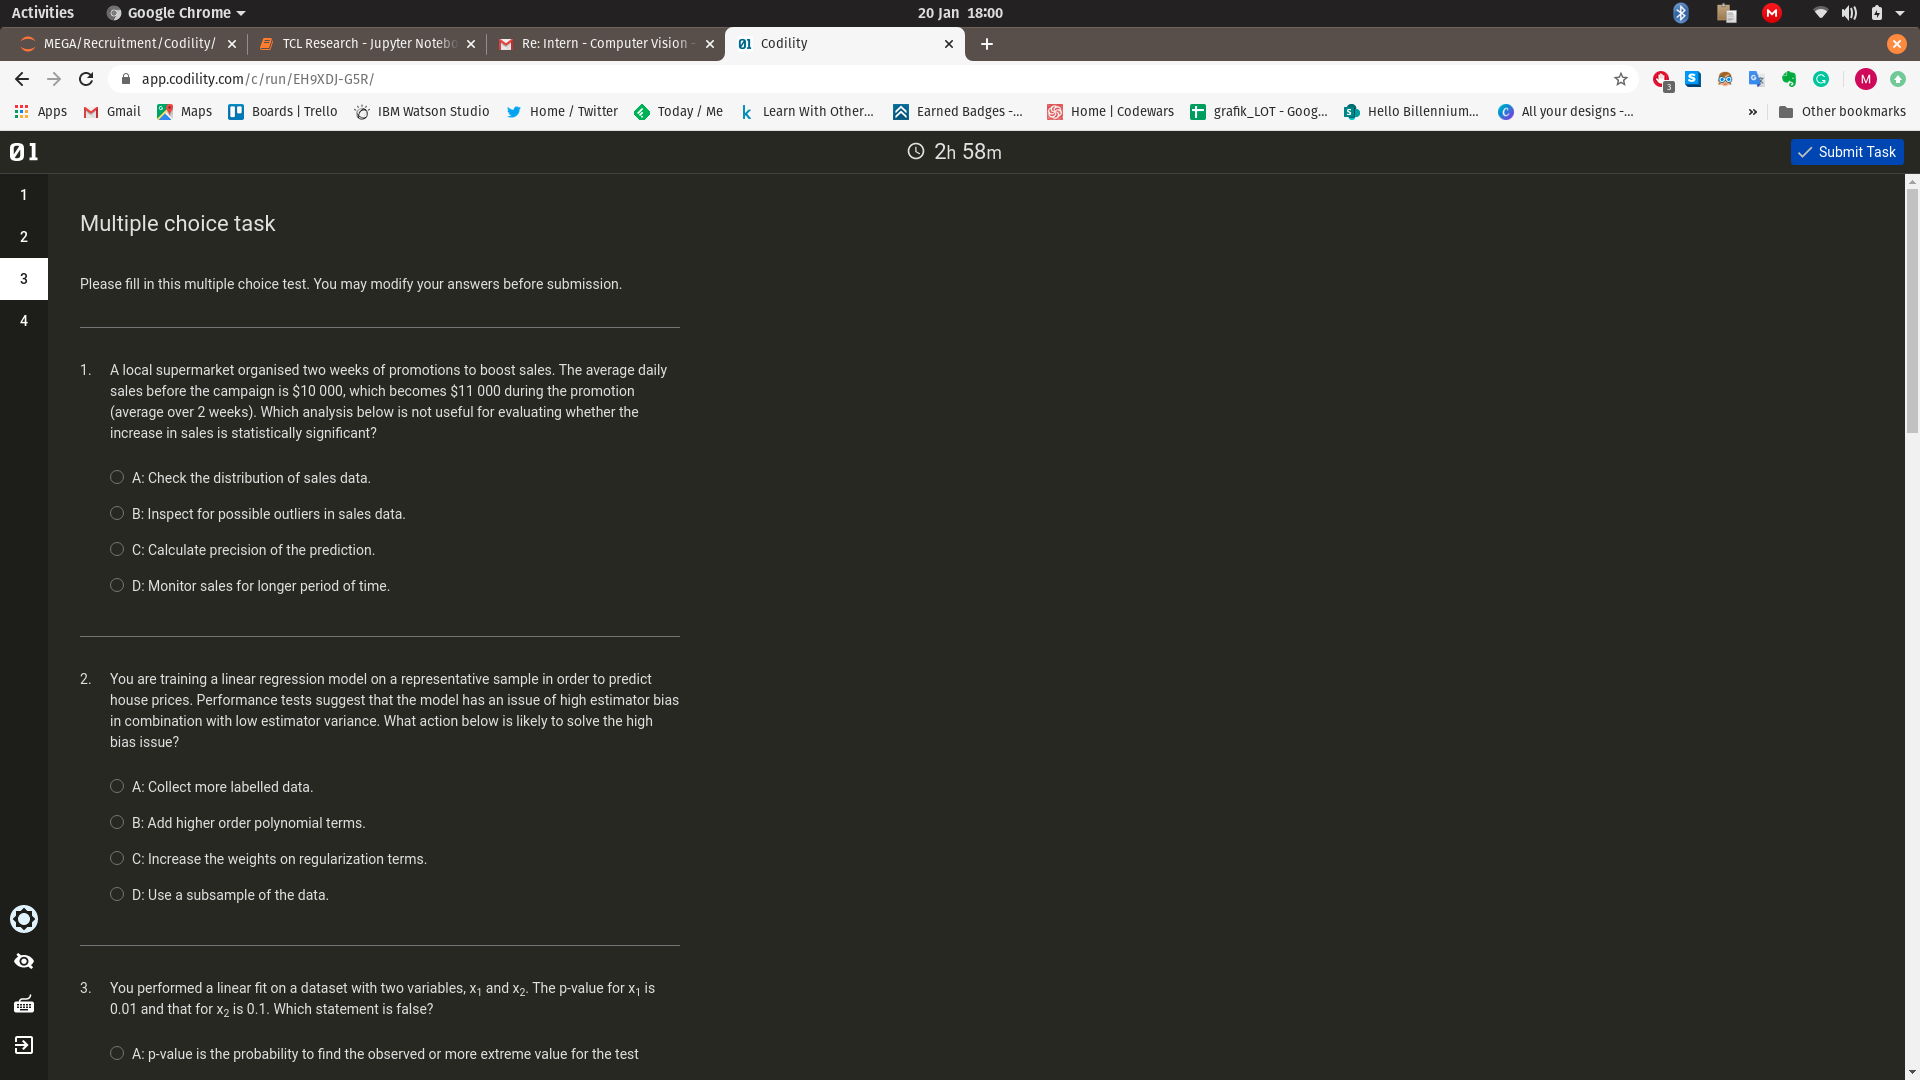 Activities
Google Chrome
20 Jan 18:00
MEGA/Recruitment/Codility/
TCL Research - Jupyter Notebo
Re: Intern - Computer Vision -
Codility
app.codility.com/c/run/EH9XDJ-G5R/
3
M
Apps
Gmail
Maps
Boards | Trello
IBM Watson Studio
Home / Twitter
Today / Me
Learn With Other...
Earned Badges -...
Home | Codewars
grafik_LOT - Goog...
Hello Billennium...
All your designs -...
»
Other bookmarks
01
2h 58m
Submit Task
1
2
3
4
Multiple choice task
Please fill in this multiple choice test. You may modify your answers before submission.
1. A local supermarket organised two weeks of promotions to boost sales. The average daily
sales before the campaign is $10 000, which becomes $11 000 during the promotion
(average over 2 weeks). Which analysis below is not useful for evaluating whether the
increase in sales is statistically significant?
A: Check the distribution of sales data.
B: Inspect for possible outliers in sales data.
C: Calculate precision of the prediction.
D: Monitor sales for longer period of time.
2. You are training a linear regression model on a representative sample in order to predict
house prices. Performance tests suggest that the model has an issue of high estimator bias
in combination with low estimator variance. What action below is likely to solve the high
bias issue?
A: Collect more labelled data.
B: Add higher order polynomial terms.
C: Increase the weights on regularization terms.
D: Use a subsample of the data.
3. You performed a linear fit on a dataset with two variables, x₁ and x₂. The p-value for x₁ is
0.01 and that for x₂ is 0.1. Which statement is false?
A: p-value is the probability to find the observed or more extreme value for the test